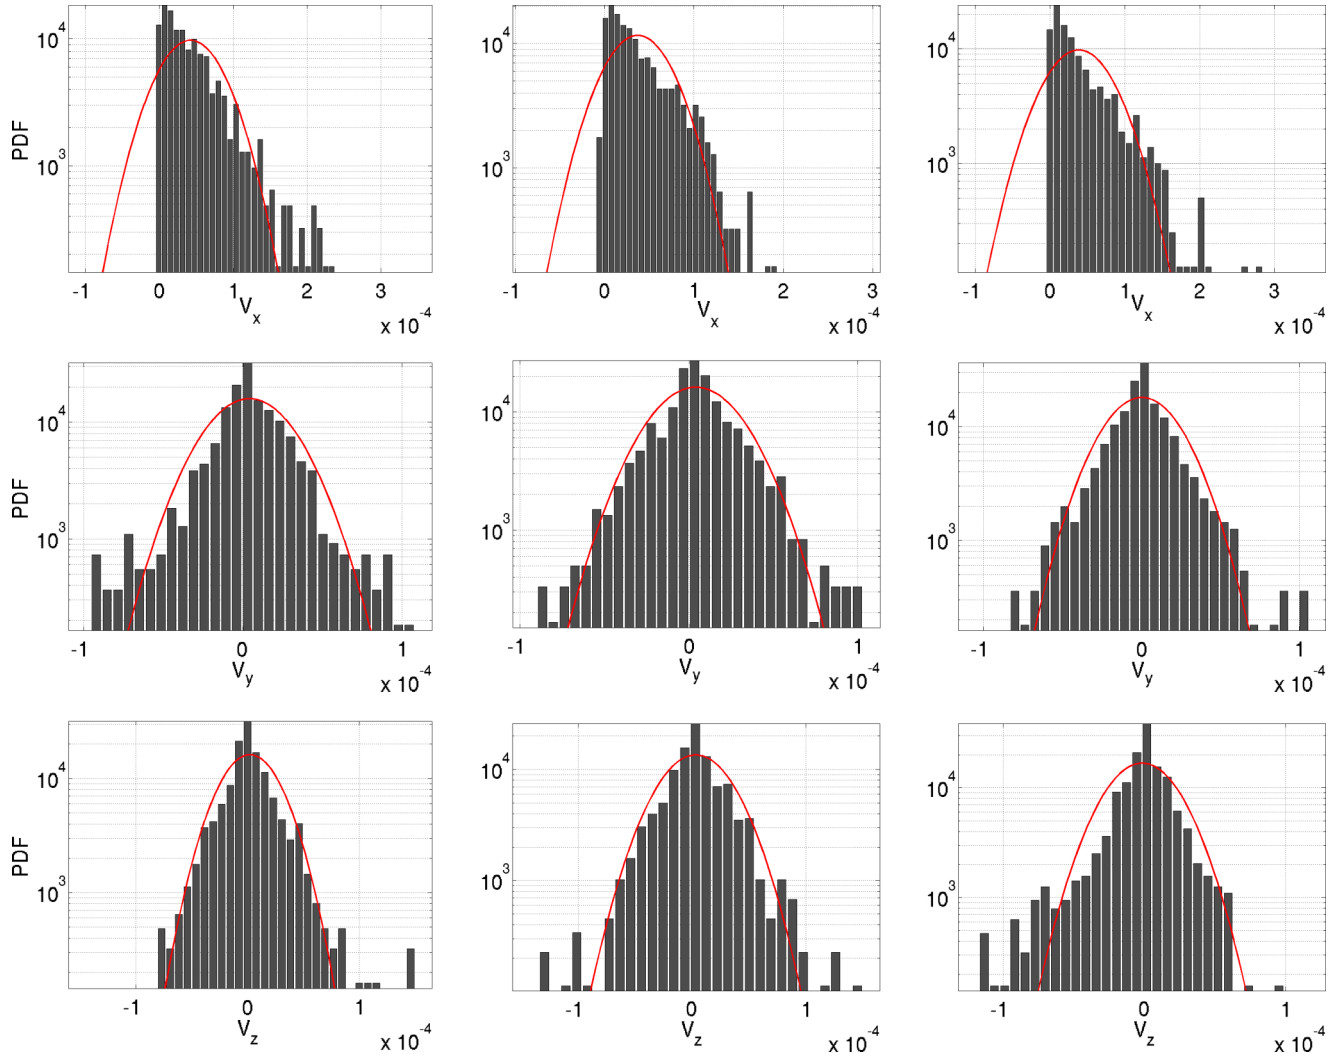 PDF 10^4 10^3 -1 0 1 2 3 V_x x 10^-4
10^4 10^3 -1 0 1 2 3 V_x x 10^-4
10^4 10^3 -1 0 1 2 3 V_x x 10^-4
PDF 10^4 10^3 -1 0 1 V_y x 10^-4
10^4 10^3 -1 0 1 V_y x 10^-4
10^4 10^3 -1 0 1 V_y x 10^-4
PDF 10^4 10^3 -1 0 1 V_z x 10^-4
10^4 10^3 -1 0 1 V_z x 10^-4
10^4 10^3 -1 0 1 V_z x 10^-4